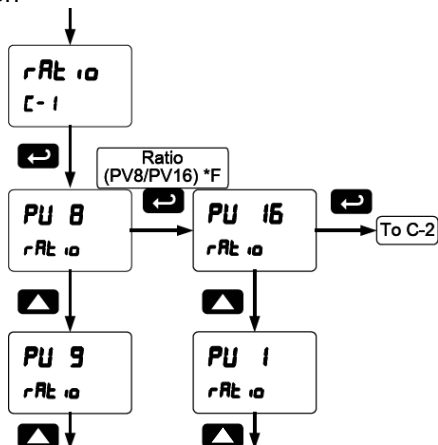 rAtio
C-1
Ratio
(PV8/PV16) *F
PV 8
rAtio
PV 16
rAtio
To C-2
PV 9
rAtio
PV 1
rAtio